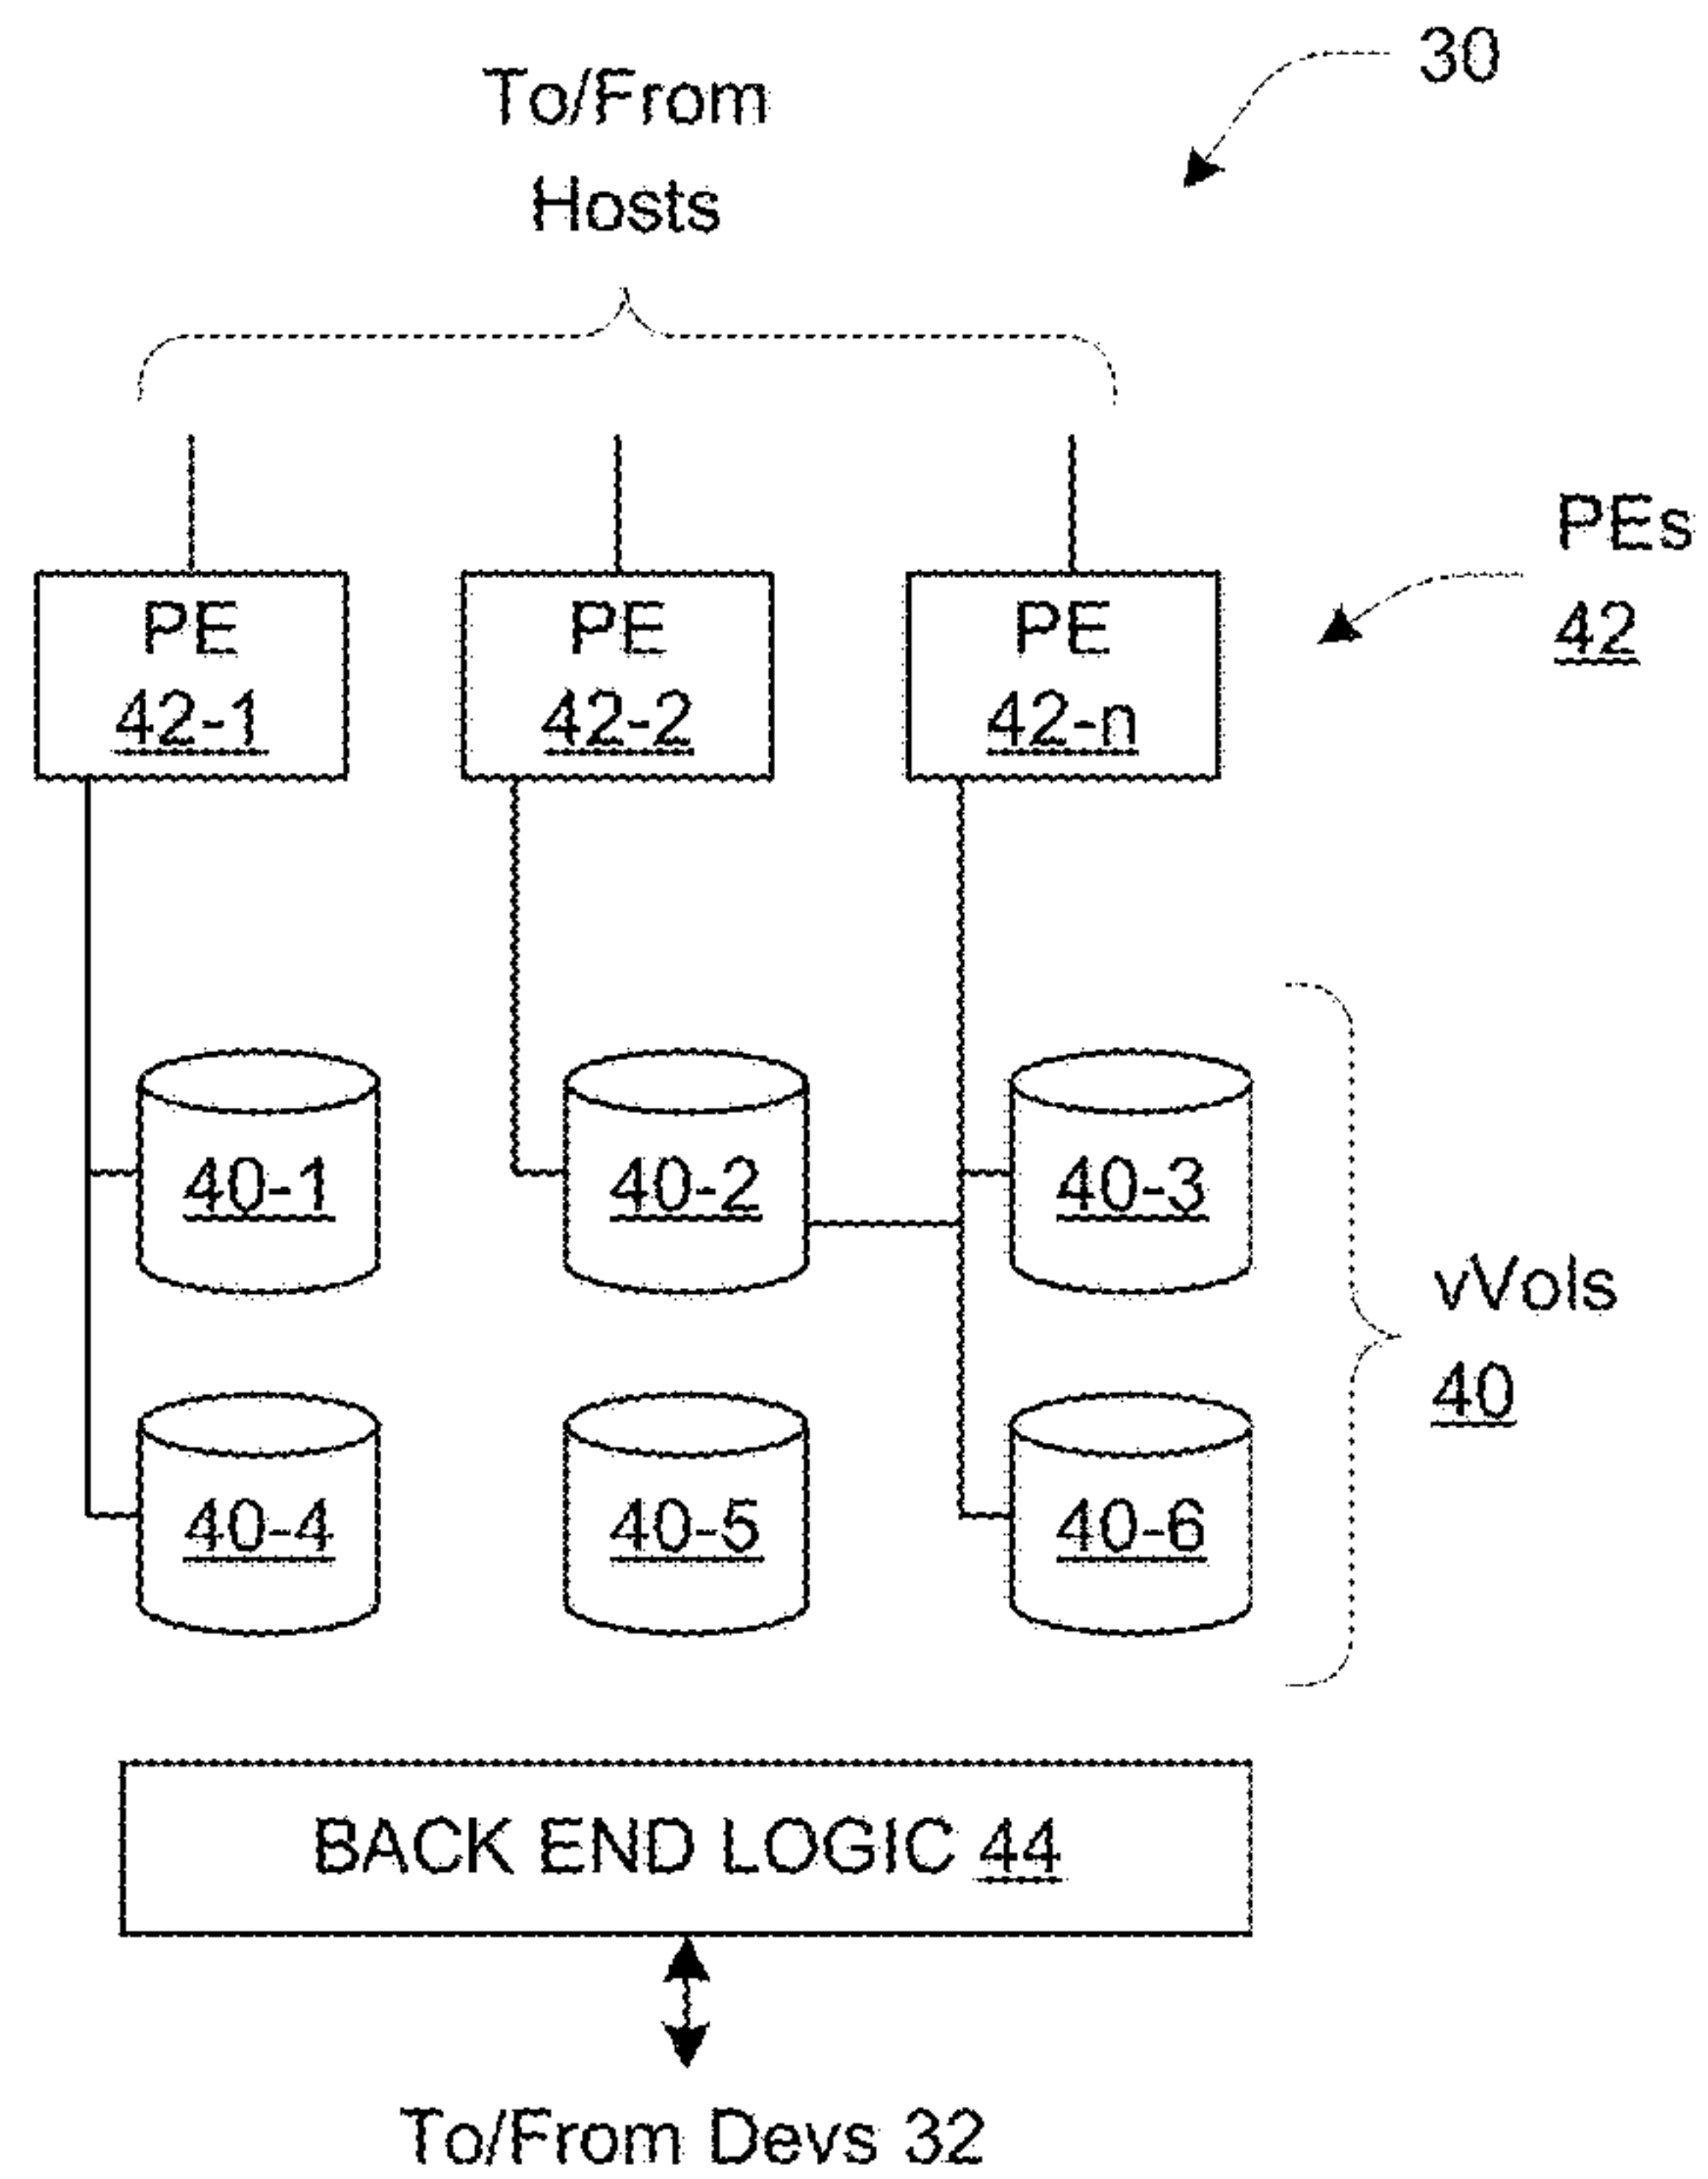 30
To/From
Hosts
PEs
42
PE
42-1
PE
42-2
PE
42-n
40-1
40-2
40-3
vVols
40
40-4
40-5
40-6
BACK END LOGIC 44
To/From Devs 32